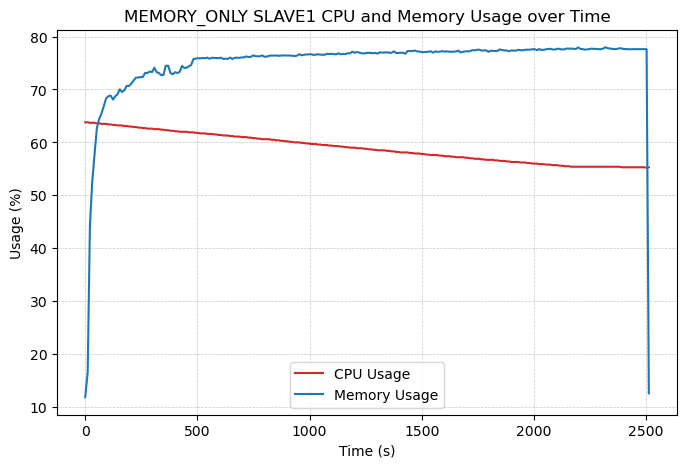 MEMORY_ONLY SLAVE1 CPU and Memory Usage over Time
80
70
60
50
40
30
20
10
Usage (%)
CPU Usage
Memory Usage
0
500
1000
1500
2000
2500
Time (s)